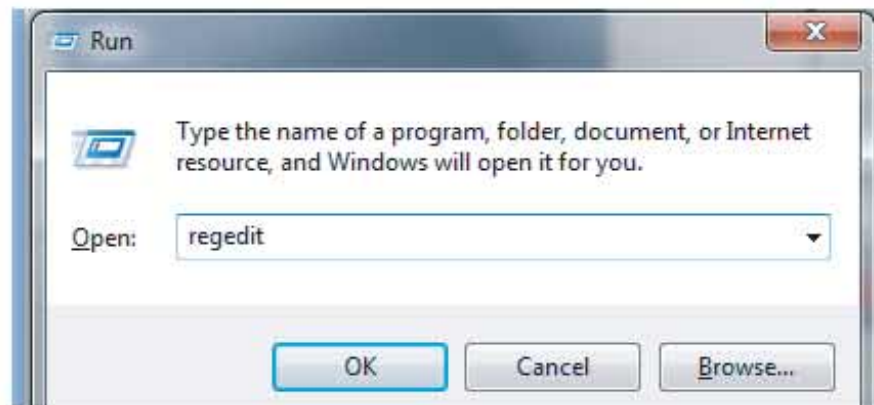 Run
Type the name of a program, folder, document, or Internet
resource, and Windows will open it for you.
Open: regedit
OK Cancel Browse...